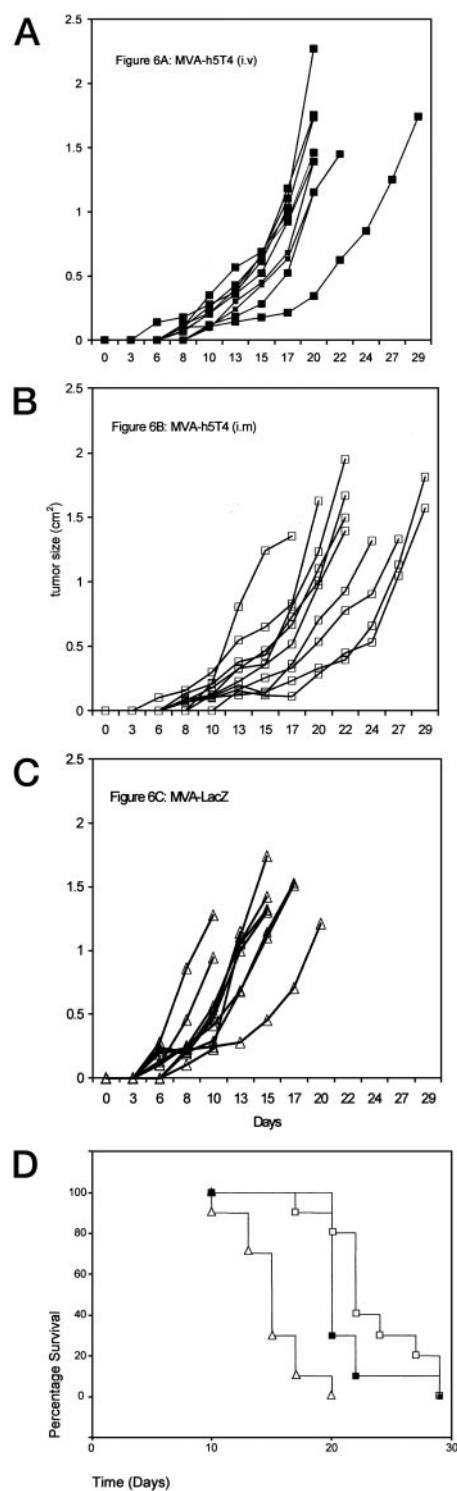 A
Figure 6A: MVA-h5T4 (i.v)
2.5
2
1.5
1
0.5
0
0 3 6 8 10 13 15 17 20 22 24 27 29
B
Figure 6B: MVA-h5T4 (i.m)
tumor size (cm²)
2.5
2
1.5
1
0.5
0
0 3 6 8 10 13 15 17 20 22 24 27 29
C
Figure 6C: MVA-LacZ
2.5
2
1.5
1
0.5
0
0 3 6 8 10 13 15 17 20 22 24 27 29
Days
D
Percentage Survival
100
80
60
40
20
0
0 10 20 30
Time (Days)